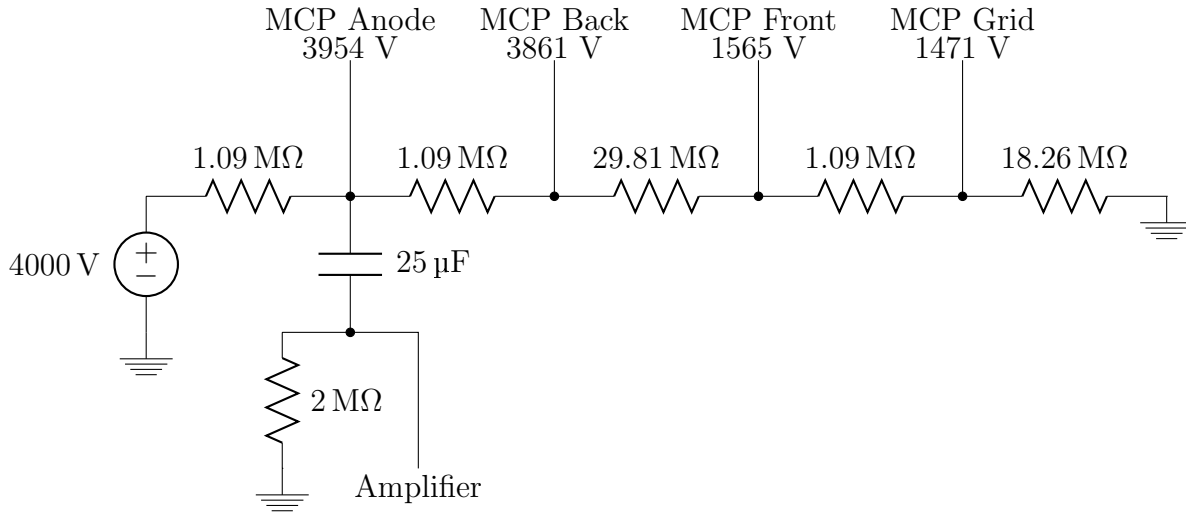 MCP Anode
3954 V
MCP Back
3861 V
MCP Front
1565 V
MCP Grid
1471 V
1.09 MΩ
1.09 MΩ
29.81 MΩ
1.09 MΩ
18.26 MΩ
4000 V
+
−
25 µF
2 MΩ
Amplifier